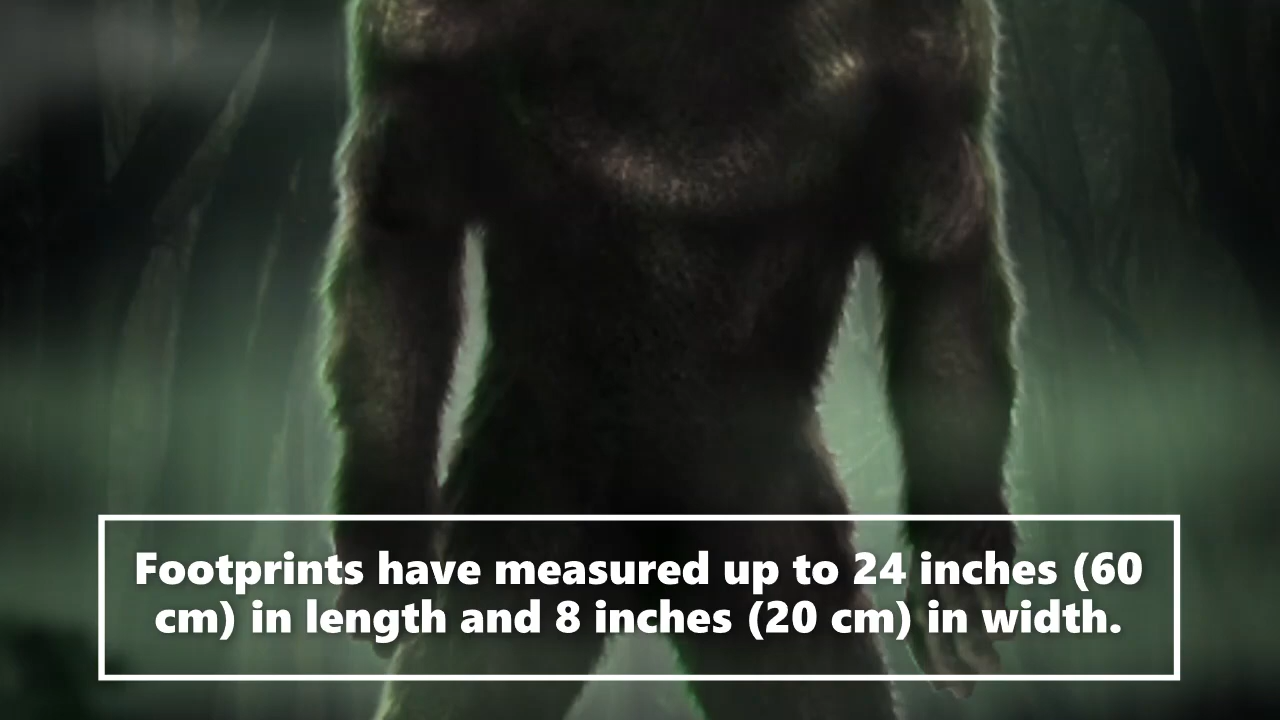 Footprints have measured up to 24 inches (60
cm) in length and 8 inches (20 cm) in width.